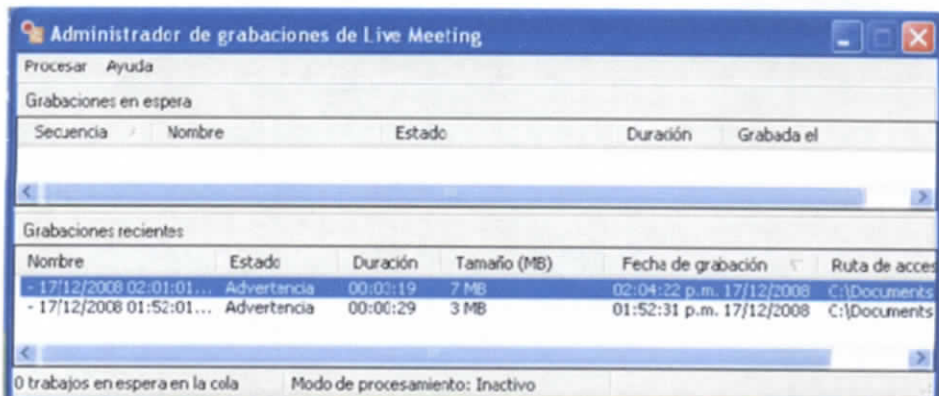 Administrador de grabaciones de Live Meeting
Procesar Ayuda
Grabaciones en espera
Secuencia Nombre Estado Duración Grabada el
Grabaciones recientes
Nombre Estado Duración Tamaño (MB) Fecha de grabación Ruta de acces
- 17/12/2008 02:01:01... Advertencia 00:03:19 7 MB 02:04:22 p.m. 17/12/2008 C:\Documents
- 17/12/2008 01:52:01... Advertencia 00:00:29 3 MB 01:52:31 p.m. 17/12/2008 C:\Documents
0 trabajos en espera en la cola Modo de procesamiento: Inactivo